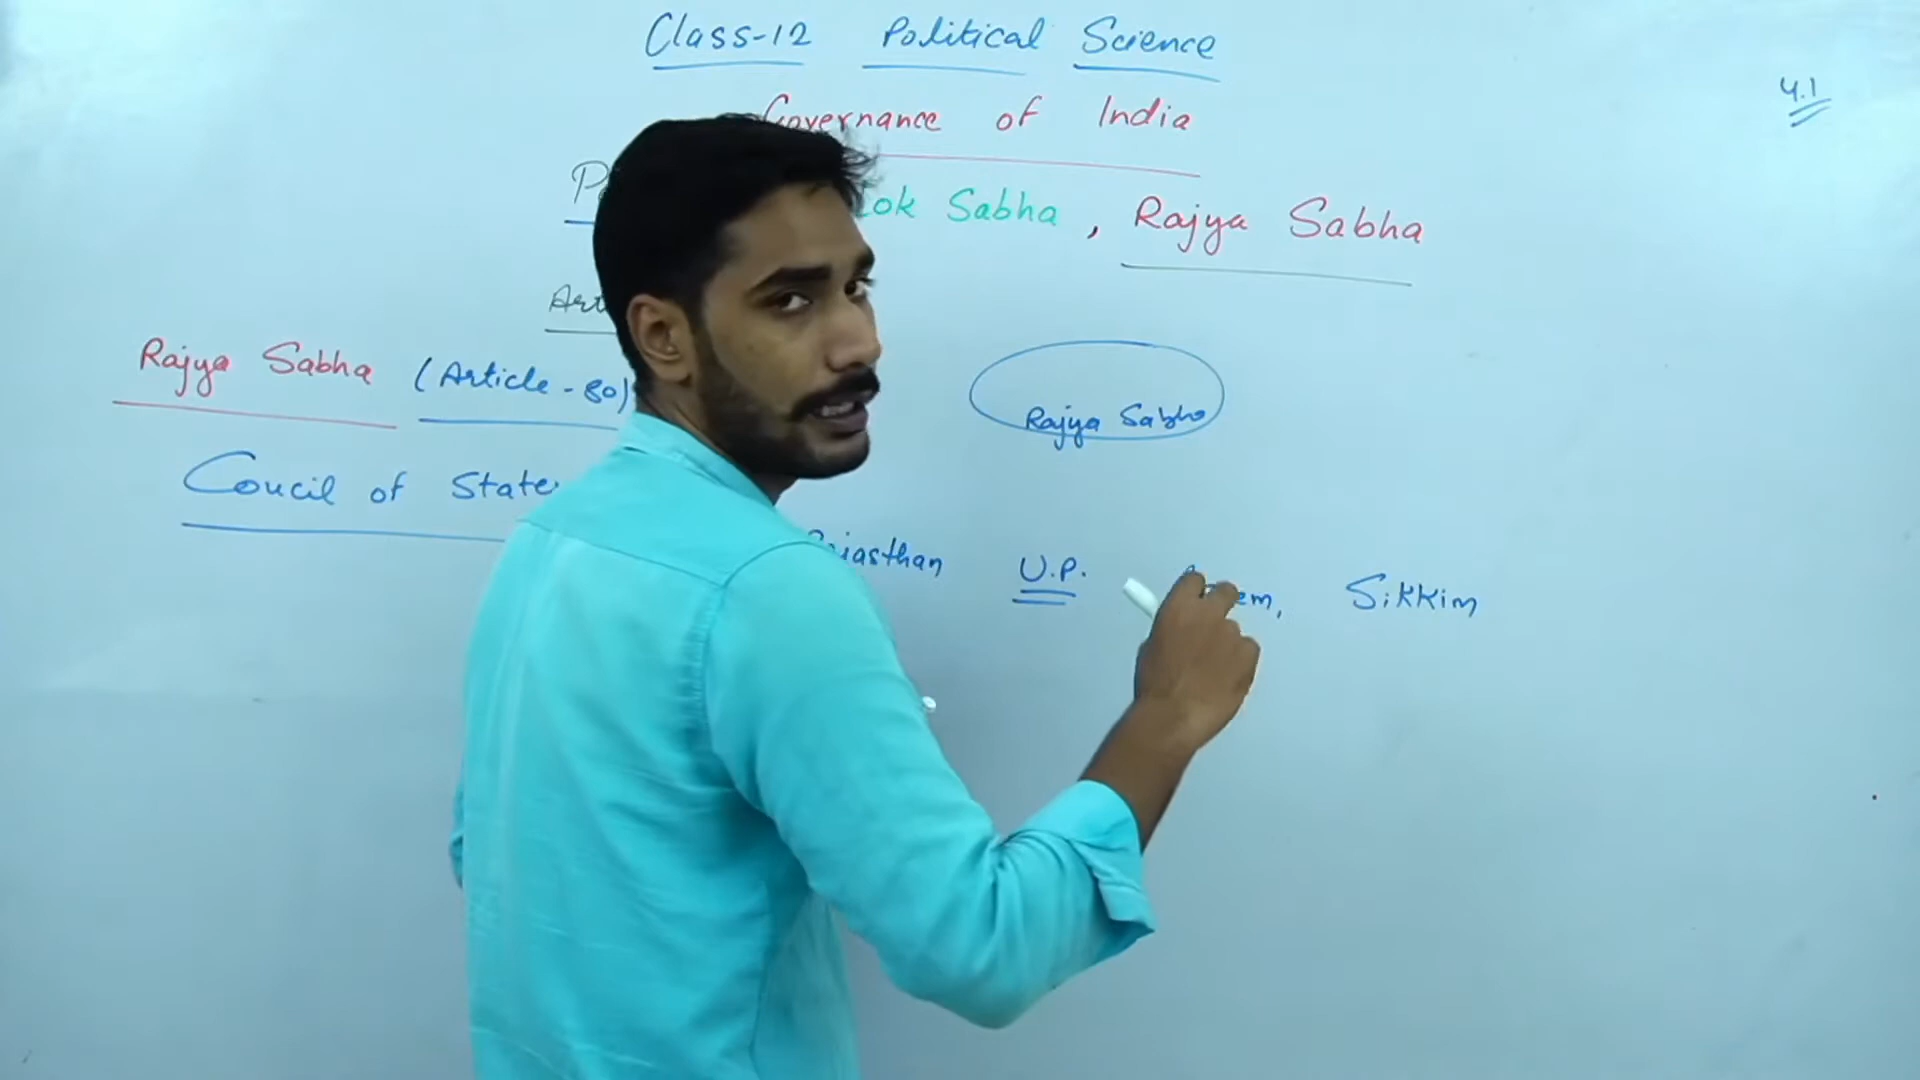 Class-12 Political Science
4.1
Governance of India
Lok Sabha , Rajya Sabha
Rajya Sabha (Article-80)
Rajya Sabha
Coucil of State
Rajasthan U.P. Sikkim